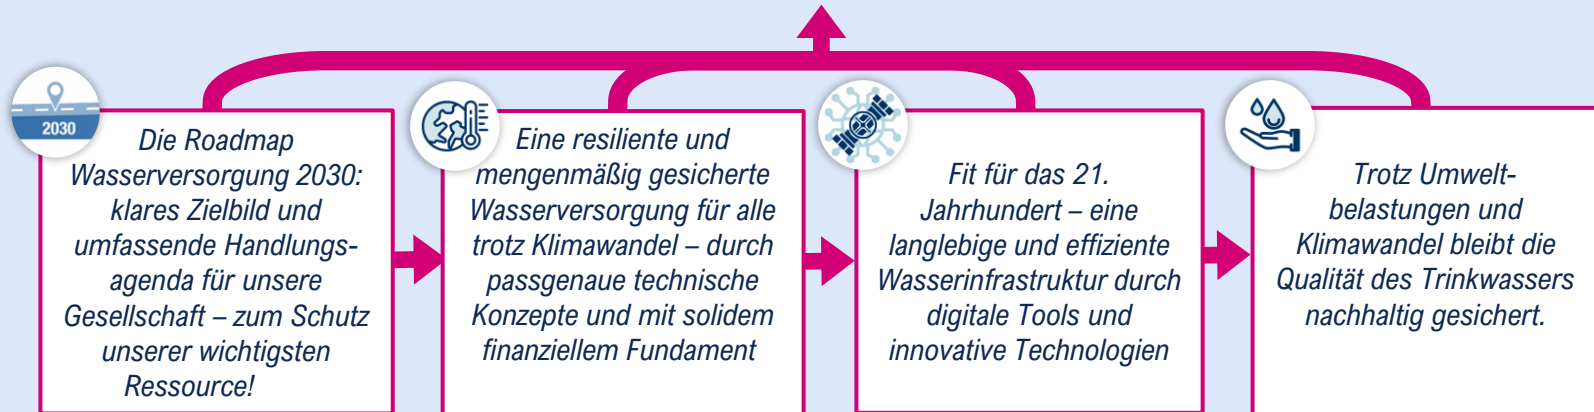 2030
Die Roadmap
Wasserversorgung 2030:
klares Zielbild und
umfassende Handlungs-
agenda für unsere
Gesellschaft – zum Schutz
unserer wichtigsten
Ressource!
Eine resiliente und
mengenmäßig gesicherte
Wasserversorgung für alle
trotz Klimawandel – durch
passgenaue technische
Konzepte und mit solidem
finanziellem Fundament
Fit für das 21.
Jahrhundert – eine
langlebige und effiziente
Wasserinfrastruktur durch
digitale Tools und
innovative Technologien
Trotz Umwelt-
belastungen und
Klimawandel bleibt die
Qualität des Trinkwassers
nachhaltig gesichert.